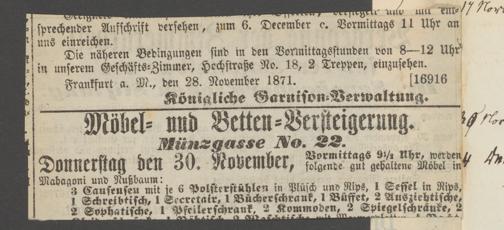 sprechender Aufschrift versehen, zum 6. December c. Vormittags 11 Uhr an
uns einreichen.
Die näheren Bedingungen sind in den Vormittagsstunden von 8—12 Uhr
in unserem Geschäfts-Zimmer, Hochstraße No. 18, 2 Treppen, einzusehen.
Frankfurt a. M., den 28. November 1871. [16916
Königliche Garnison-Verwaltung.
Möbel- und Betten-Versteigerung.
Münzgasse No. 22.
Donnerstag den 30. November, Vormittags 9½ Uhr, werden
folgende gut gehaltene Möbel in
Mahagoni und Nußbaum:
3 Causeusen mit je 6 Polsterstühlen in Plüsch und Rips, 1 Sessel in Rips,
1 Schreibtisch, 1 Secretair, 1 Bücherschrank, 1 Büffet, 2 Ausziehtische,
2 Sophatische, 1 Pfeilerschrank, 2 Kommoden, 2 Spiegelschränke, 2